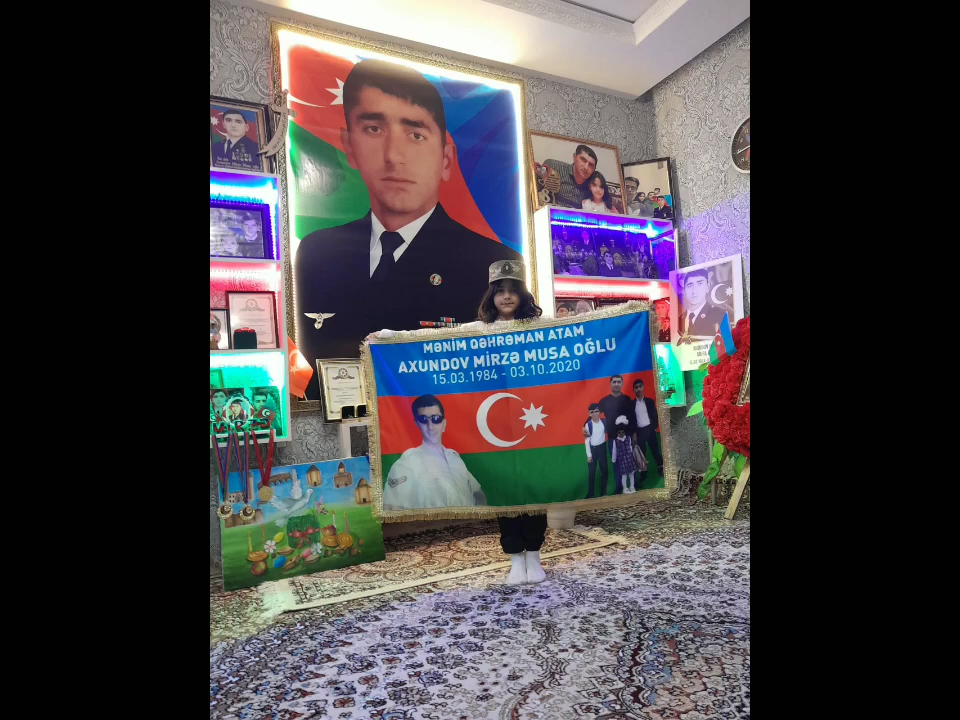 MƏNİM QƏHRƏMAN ATAM
AXUNDOV MİRZƏ MUSA OĞLU
15.03.1984 - 03.10.2020